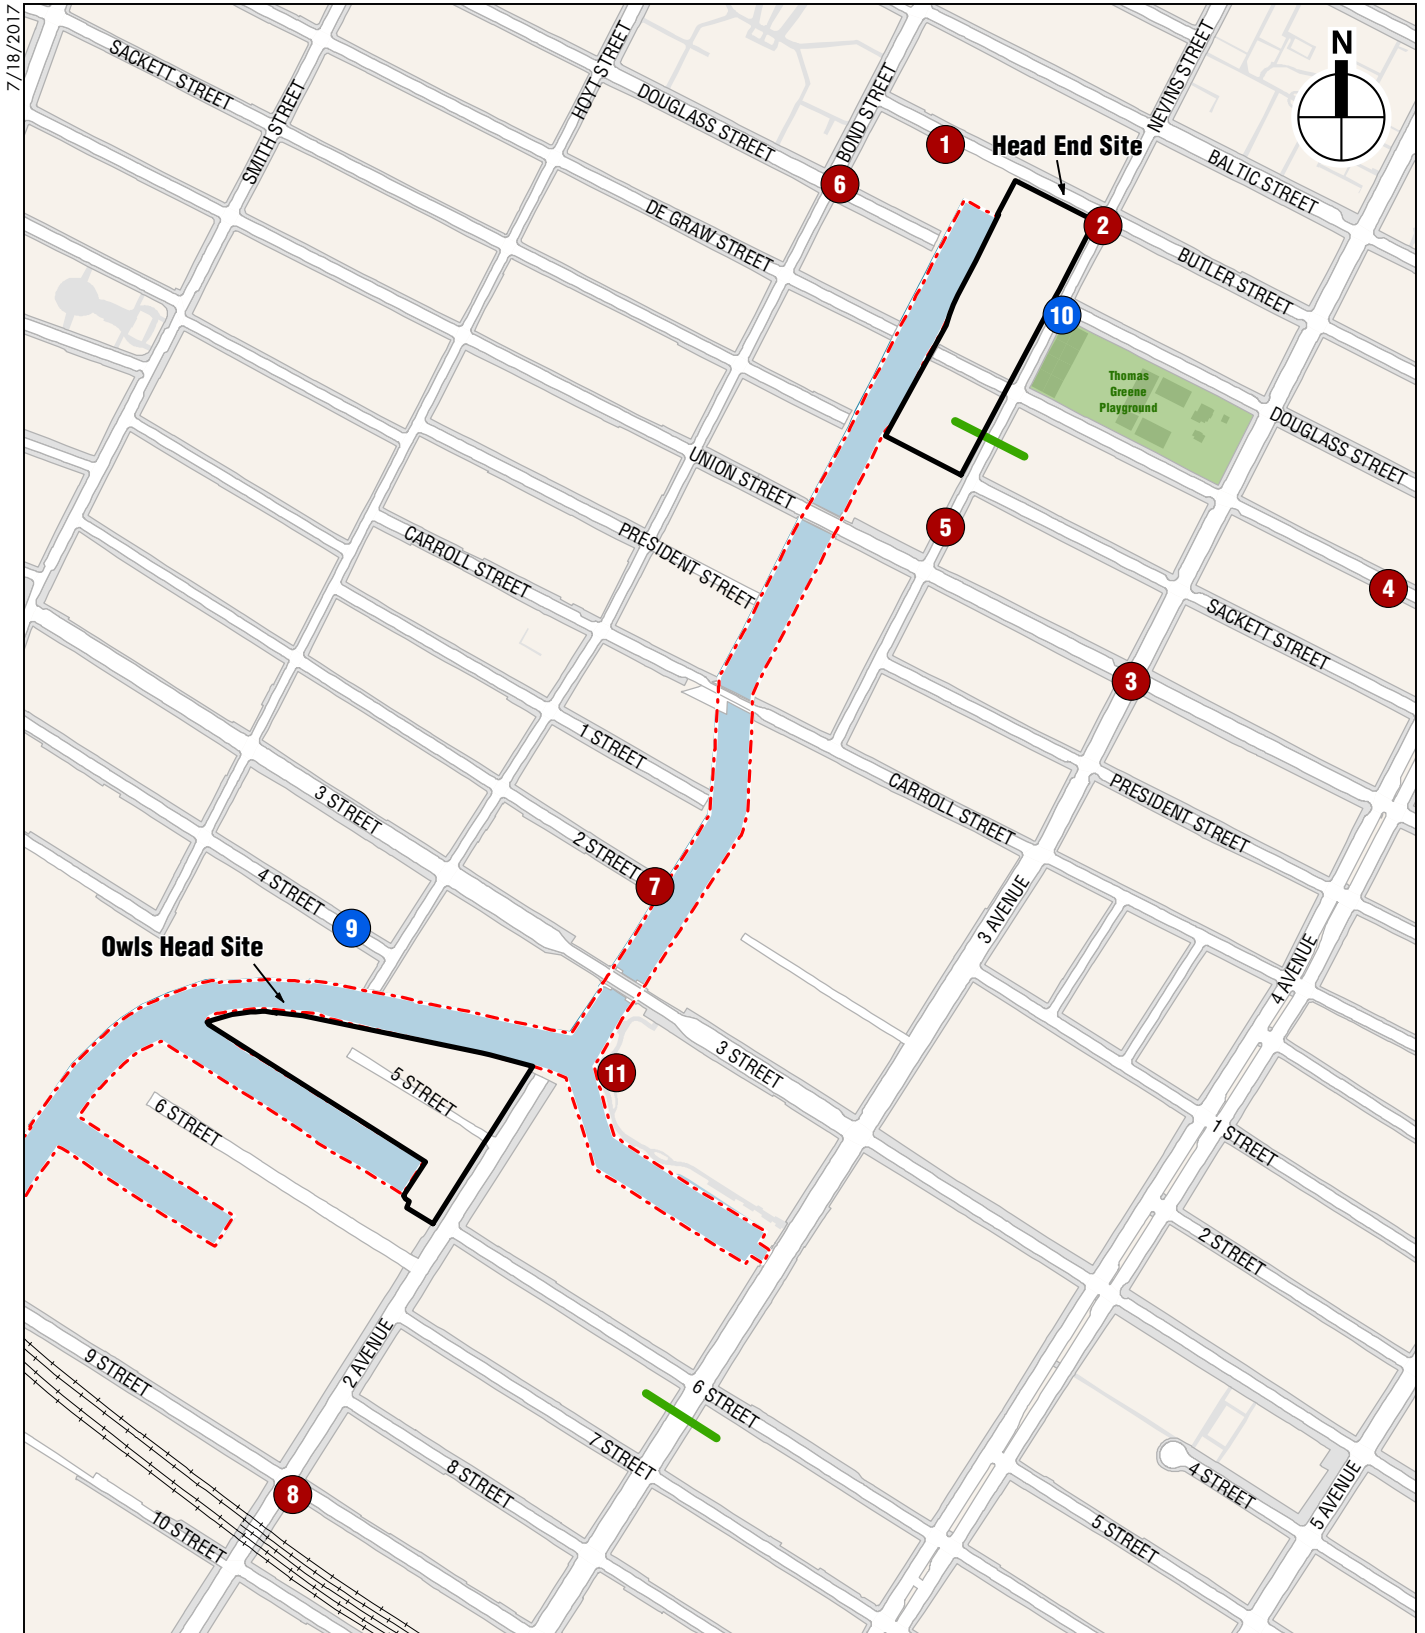 7/18/2017
N
SACKETT STREET
SMITH STREET
HOYT STREET
DOUGLASS STREET
BOND STREET
NEVINS STREET
1
Head End Site
BALTIC STREET
6
DE GRAW STREET
2
BUTLER STREET
10
Thomas
Greene
Playground
DOUGLASS STREET
UNION STREET
5
CARROLL STREET
PRESIDENT STREET
4
SACKETT STREET
3
1 STREET
3 STREET
CARROLL STREET
PRESIDENT STREET
2 STREET
7
4 STREET
9
3 AVENUE
Owls Head Site
4 AVENUE
3 STREET
11
5 STREET
6 STREET
1 STREET
2 STREET
2 AVENUE
9 STREET
6 STREET
7 STREET
8 STREET
8
4 STREET
5 AVENUE
10 STREET
5 STREET